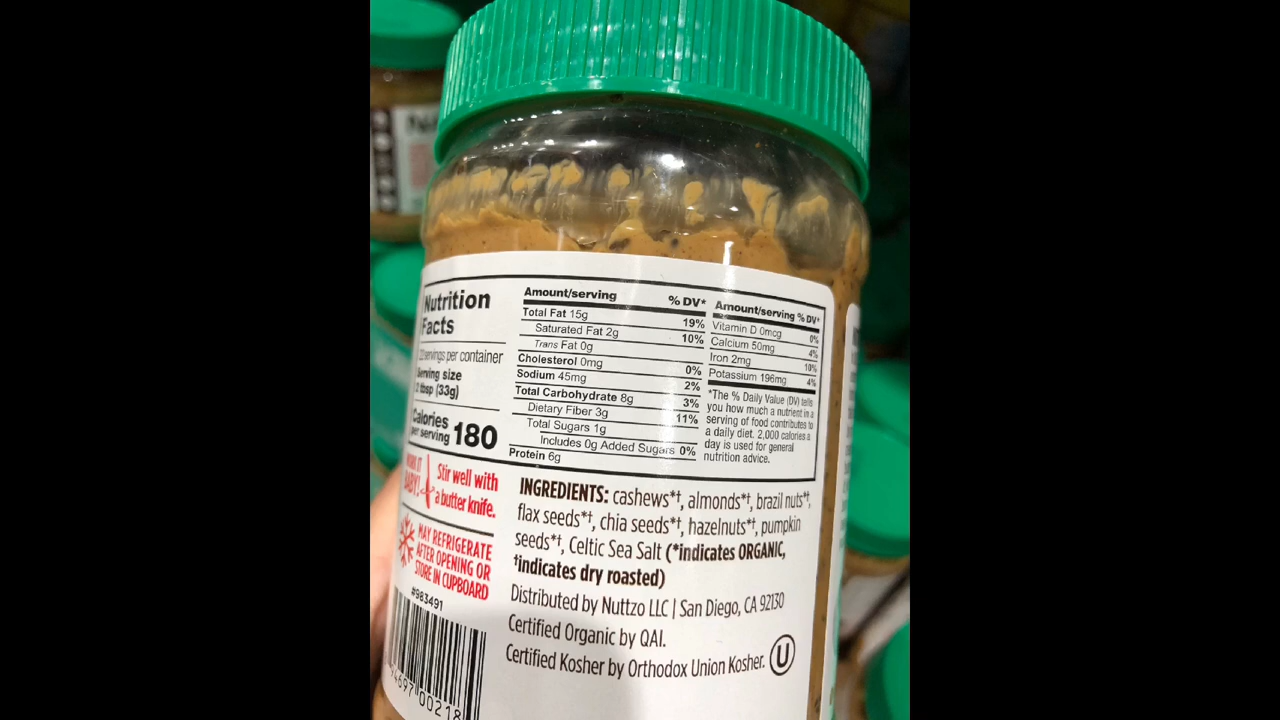 Nutrition
Facts
servings per container
Serving size
2 tbsp (33g)
Calories
per serving 180
Amount/serving % DV*
Total Fat 15g 19%
Saturated Fat 2g 10%
Trans Fat 0g
Cholesterol 0mg 0%
Sodium 45mg 2%
Total Carbohydrate 8g 3%
Dietary Fiber 3g 11%
Total Sugars 1g
Includes 0g Added Sugars 0%
Protein 6g
Amount/serving % DV*
Vitamin D 0mcg 0%
Calcium 50mg 4%
Iron 2mg 10%
Potassium 196mg 4%
*The % Daily Value (DV) tells
you how much a nutrient in a
serving of food contributes to
a daily diet. 2,000 calories a
day is used for general
nutrition advice.
BABY!
Stir well with
a butter knife.
MAY REFRIGERATE
AFTER OPENING OR
STORE IN CUPBOARD
#983491
00218
INGREDIENTS: cashews*†, almonds*†, brazil nuts*†,
flax seeds*†, chia seeds*†, hazelnuts*†, pumpkin
seeds*†, Celtic Sea Salt (*indicates ORGANIC,
†indicates dry roasted)
Distributed by Nuttzo LLC | San Diego, CA 92130
Certified Organic by QAI.
Certified Kosher by Orthodox Union Kosher. U